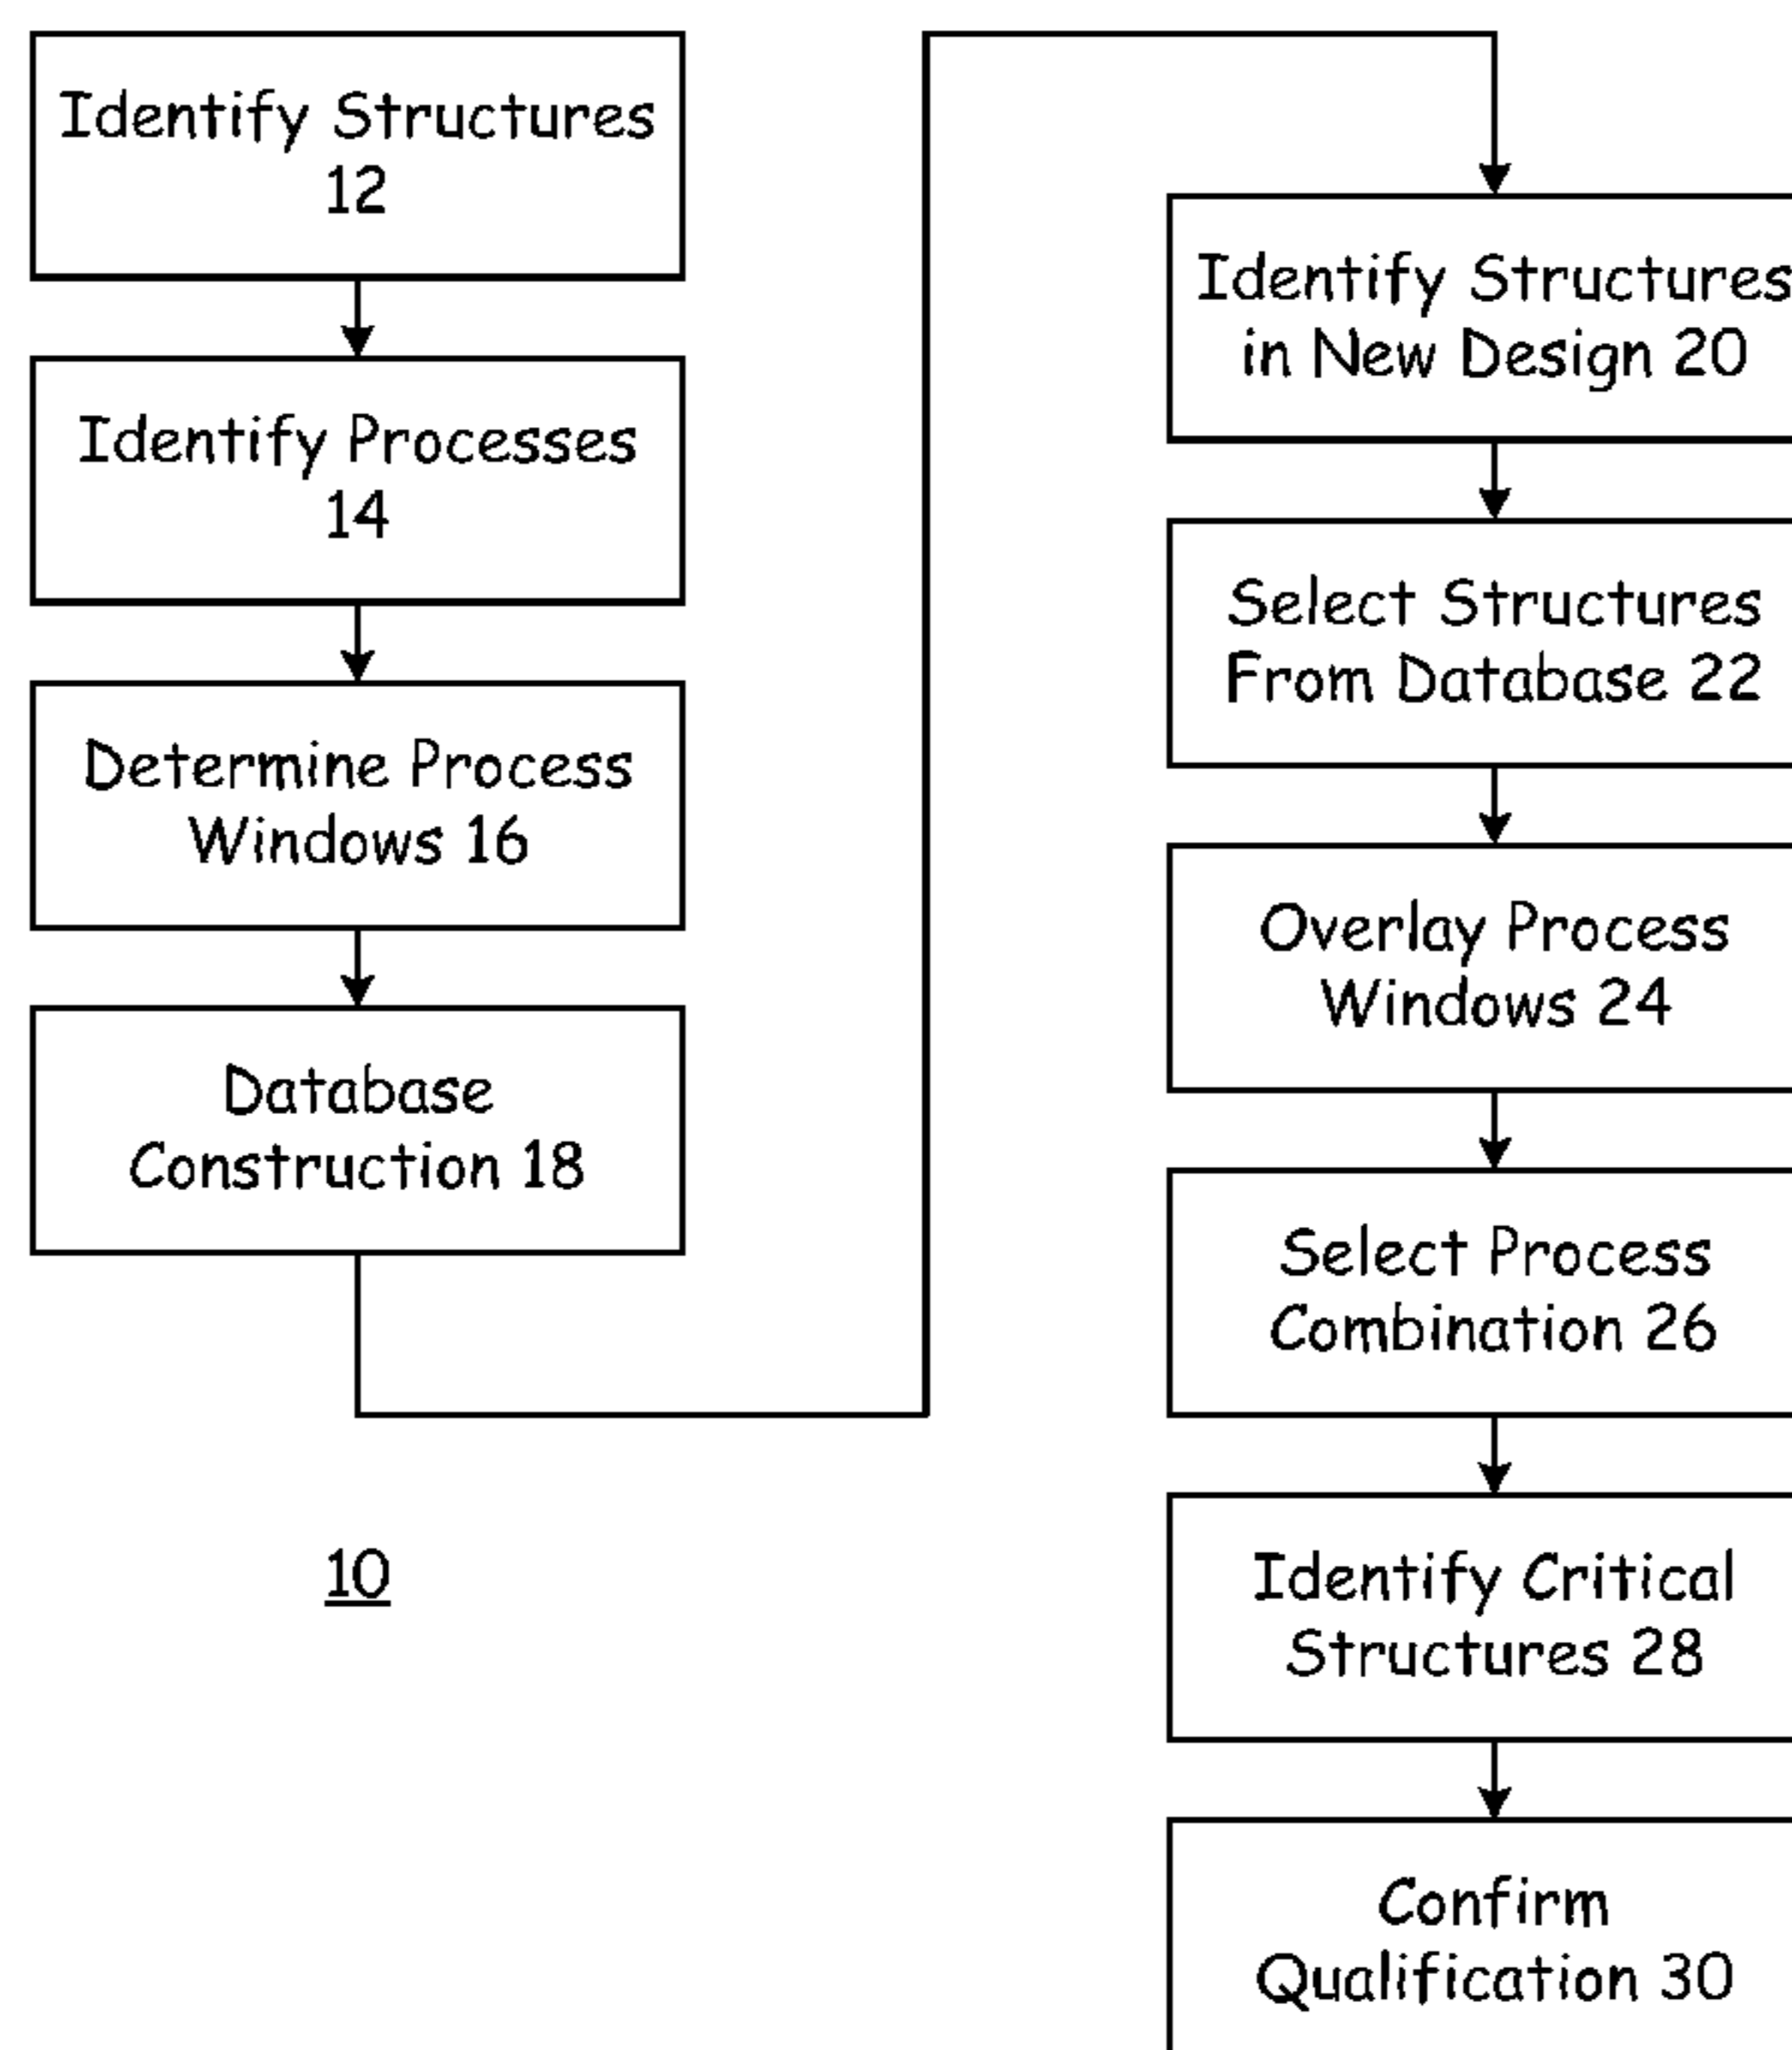 Identify Structures
12
Identify Processes
14
Determine Process
Windows 16
Database
Construction 18
10
Identify Structures
in New Design 20
Select Structures
From Database 22
Overlay Process
Windows 24
Select Process
Combination 26
Identify Critical
Structures 28
Confirm
Qualification 30